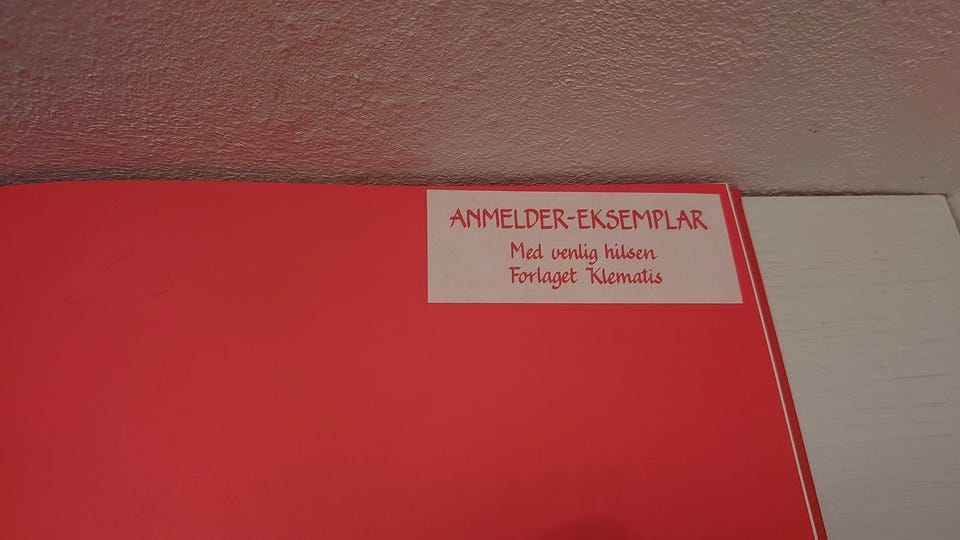 ANMELDER-EKSEMPLAR
Med venlig hilsen
Forlaget Klematis